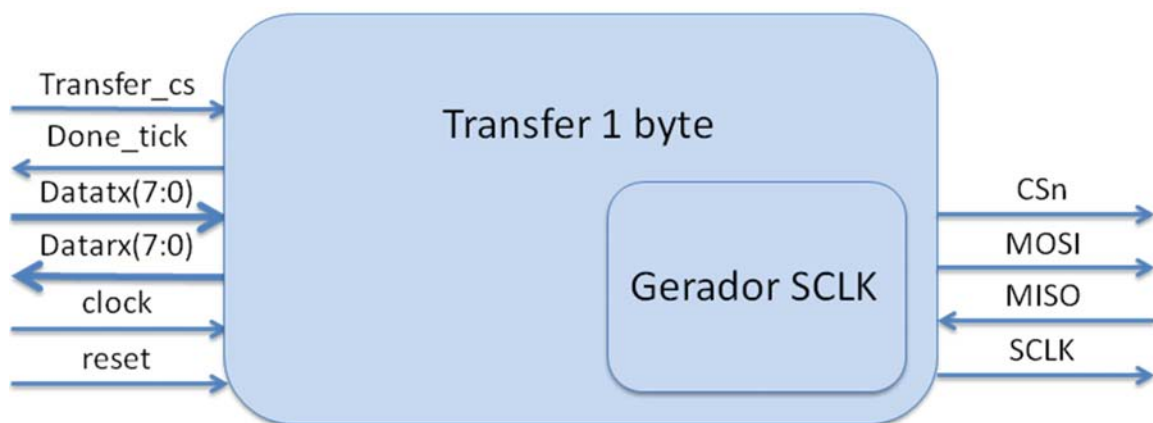 Transfer_cs
Done_tick
Datatx(7:0)
Datarx(7:0)
clock
reset
Transfer 1 byte
Gerador SCLK
CSn
MOSI
MISO
SCLK